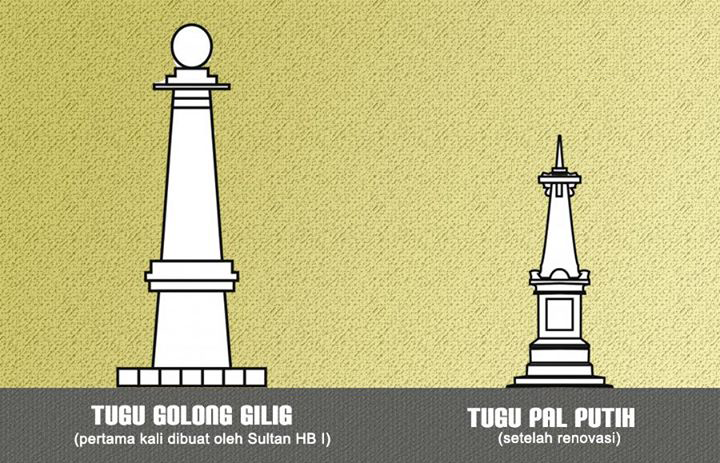 TUGU GOLONG GILIG
(pertama kali dibuat oleh Sultan HB I)
TUGU PAL PUTIH
(setelah renovasi)